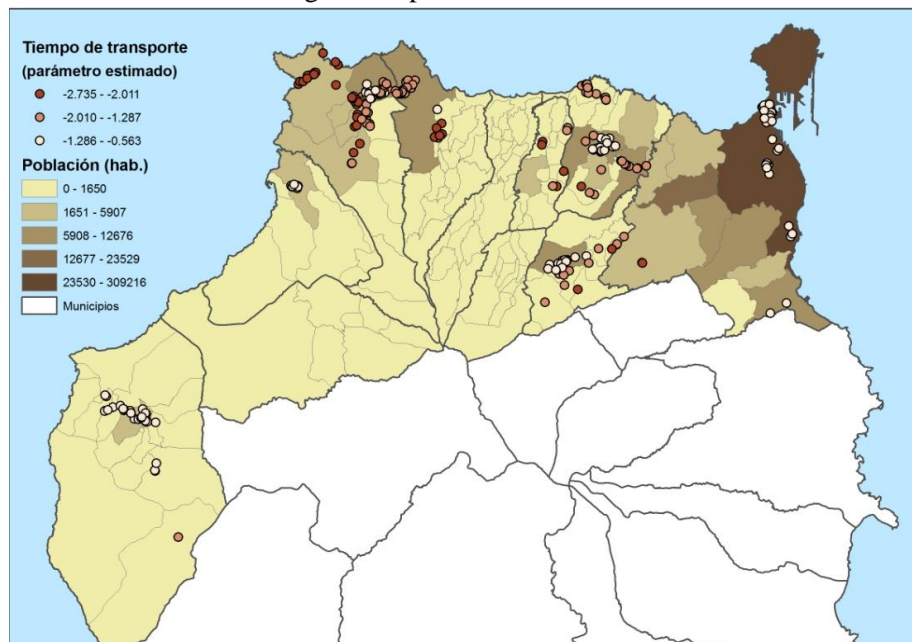 Tiempo de transporte
(parámetro estimado)
-2.735 - -2.011
-2.010 - -1.287
-1.286 - -0.563
Población (hab.)
0 - 1650
1651 - 5907
5908 - 12676
12677 - 23529
23530 - 309216
Municipios